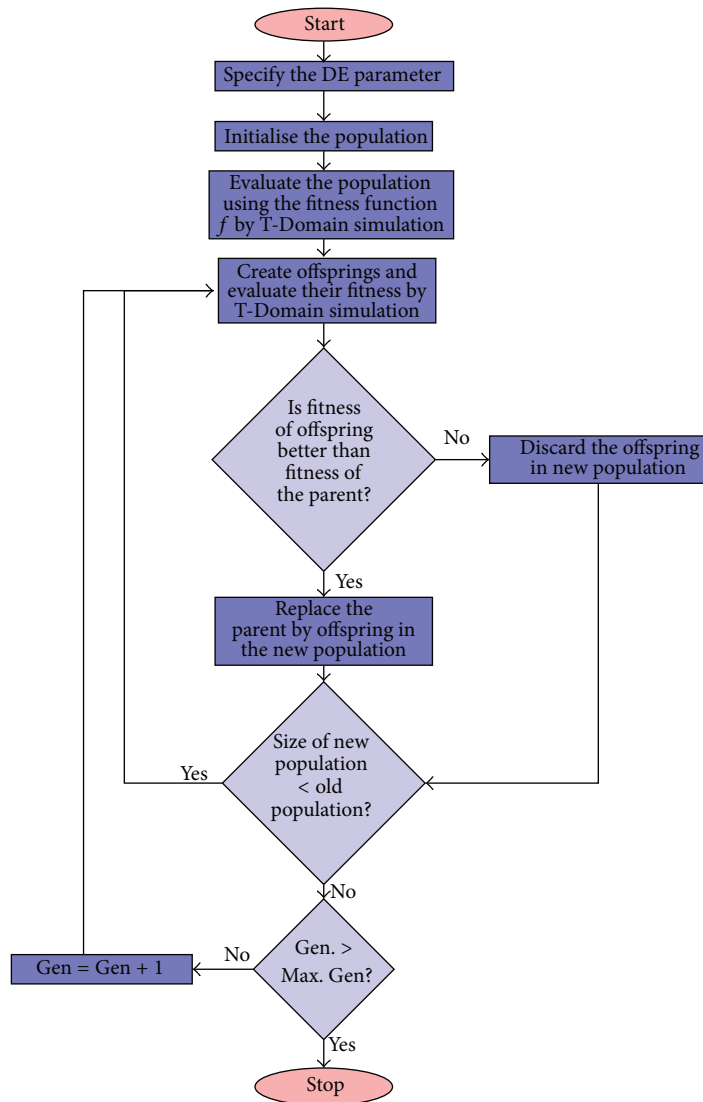 Start
Specify the DE parameter
Initialise the population
Evaluate the population
using the fitness function
f by T-Domain simulation
Create offsprings and
evaluate their fitness by
T-Domain simulation
Is fitness
of offspring
better than
fitness of
the parent?
No
Discard the offspring
in new population
Yes
Replace the
parent by offspring in
the new population
Size of new
population
< old
population?
Yes
No
Gen. >
Max. Gen?
No
Gen = Gen + 1
Yes
Stop